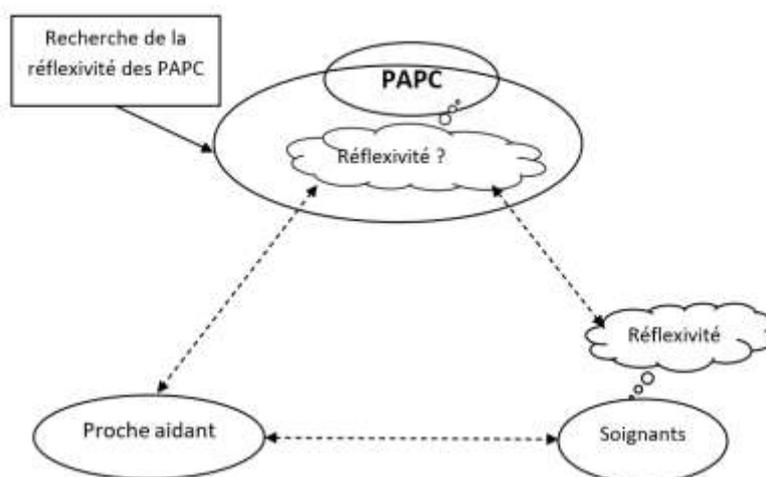 Recherche de la
réflexivité des PAPC
PAPC
Réflexivité ?
Réflexivité
Proche aidant
Soignants